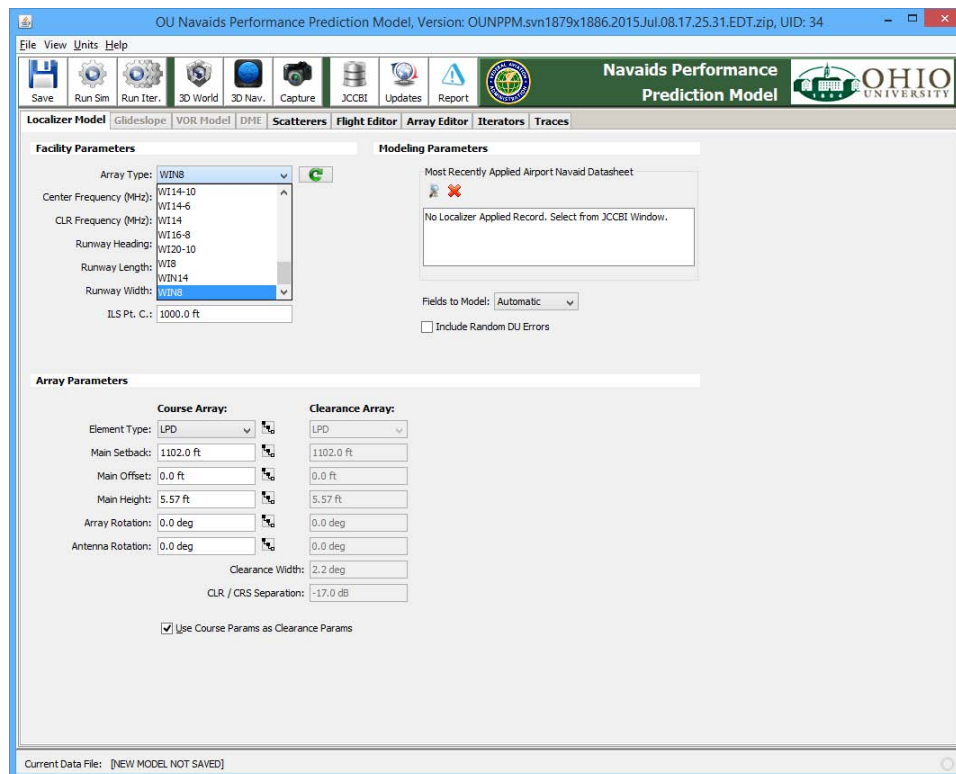 OU Navaids Performance Prediction Model, Version: OUNPPM.svn1879x1886.2015Jul.08.17.25.31.EDT.zip, UID: 34
File View Units Help
Save Run Sim Run Iter. 3D World 3D Nav. Capture JCCBI Updates Report
Navaids Performance
Prediction Model
OHIO
UNIVERSITY
Localizer Model Glideslope VOR Model DME Scatterers Flight Editor Array Editor Iterators Traces
Facility Parameters
Array Type: WIN8
Center Frequency (MHz):
CLR Frequency (MHz):
Runway Heading:
Runway Length:
Runway Width:
WI14-10
WI14-6
WI14
WI16-8
WI20-10
WI8
WIN14
WIN8
ILS Pt. C.: 1000.0 ft
Modeling Parameters
Most Recently Applied Airport Navaid Datasheet
No Localizer Applied Record. Select from JCCBI Window.
Fields to Model: Automatic
Include Random DU Errors
Array Parameters
Course Array: Clearance Array:
Element Type: LPD LPD
Main Setback: 1102.0 ft 1102.0 ft
Main Offset: 0.0 ft 0.0 ft
Main Height: 5.57 ft 5.57 ft
Array Rotation: 0.0 deg 0.0 deg
Antenna Rotation: 0.0 deg 0.0 deg
Clearance Width: 2.2 deg
CLR / CRS Separation: -17.0 dB
Use Course Params as Clearance Params
Current Data File: [NEW MODEL NOT SAVED]